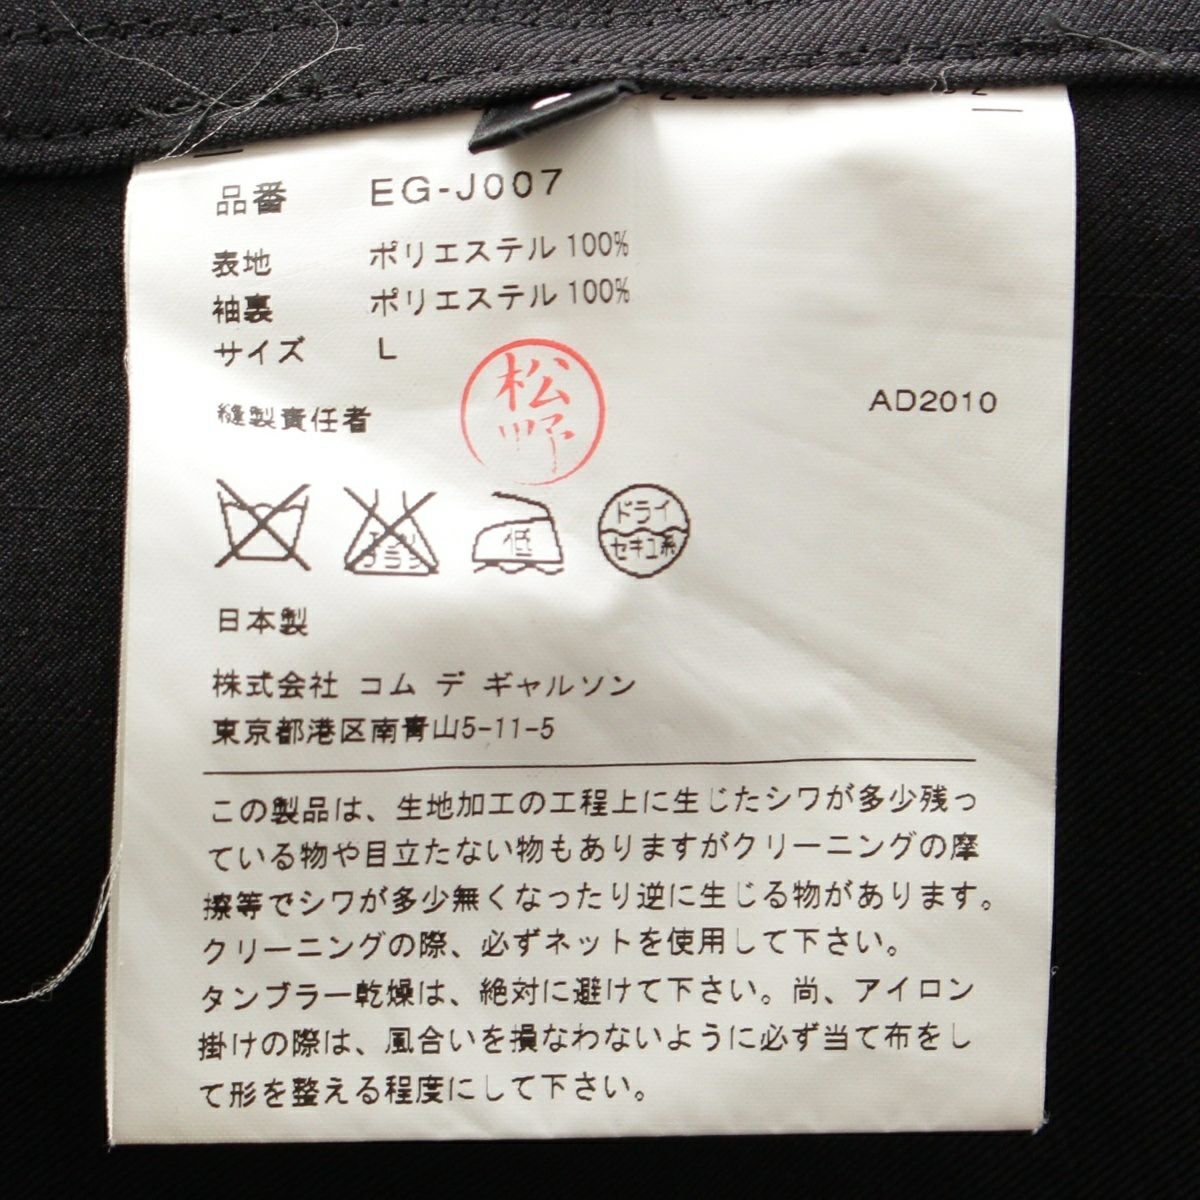 品番 EG-J007
表地 ポリエステル 100%
袖裏 ポリエステル 100%
サイズ L
縫製責任者 松野
AD2010
エンソ
フラン
低
ドライ
セキユ系
日本製
株式会社 コム デ ギャルソン
東京都港区南青山5-11-5
この製品は、生地加工の工程上に生じたシワが多少残っ
ている物や目立たない物もありますがクリーニングの摩
擦等でシワが多少無くなったり逆に生じる物があります。
クリーニングの際、必ずネットを使用して下さい。
タンブラー乾燥は、絶対に避けて下さい。尚、アイロン
掛けの際は、風合いを損なわないように必ず当て布をし
て形を整える程度にして下さい。